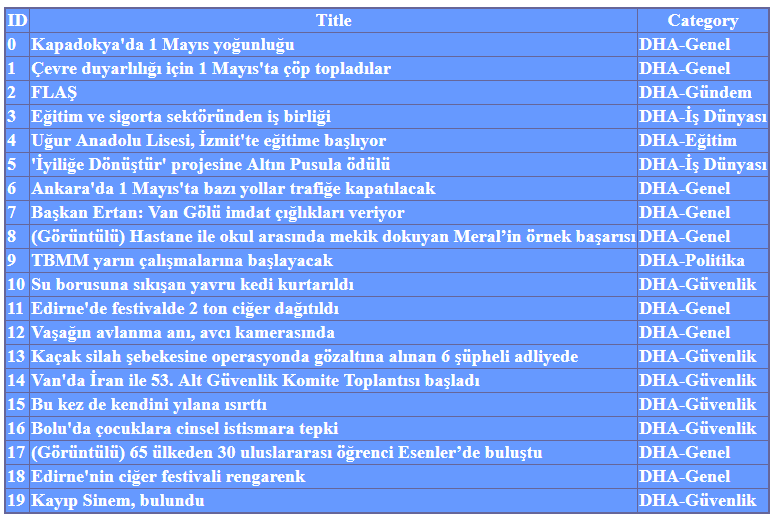 ID Title Category
0 Kapadokya'da 1 Mayıs yoğunluğu DHA-Genel
1 Çevre duyarlılığı için 1 Mayıs'ta çöp topladılar DHA-Genel
2 FLAŞ DHA-Gündem
3 Eğitim ve sigorta sektöründen iş birliği DHA-İş Dünyası
4 Uğur Anadolu Lisesi, İzmit'te eğitime başlıyor DHA-Eğitim
5 'İyiliğe Dönüştür' projesine Altın Pusula ödülü DHA-İş Dünyası
6 Ankara'da 1 Mayıs'ta bazı yollar trafiğe kapatılacak DHA-Genel
7 Başkan Ertan: Van Gölü imdat çığlıkları veriyor DHA-Genel
8 (Görüntülü) Hastane ile okul arasında mekik dokuyan Meral’in örnek başarısı DHA-Genel
9 TBMM yarın çalışmalarına başlayacak DHA-Politika
10 Su borusuna sıkışan yavru kedi kurtarıldı DHA-Güvenlik
11 Edirne'de festivalde 2 ton ciğer dağıtıldı DHA-Genel
12 Vaşağın avlanma anı, avcı kamerasında DHA-Genel
13 Kaçak silah şebekesine operasyonda gözaltına alınan 6 şüpheli adliyede DHA-Güvenlik
14 Van'da İran ile 53. Alt Güvenlik Komite Toplantısı başladı DHA-Güvenlik
15 Bu kez de kendini yılana ısırttı DHA-Güvenlik
16 Bolu'da çocuklara cinsel istismara tepki DHA-Güvenlik
17 (Görüntülü) 65 ülkeden 30 uluslararası öğrenci Esenler’de buluştu DHA-Genel
18 Edirne'nin ciğer festivali rengarenk DHA-Genel
19 Kayıp Sinem, bulundu DHA-Güvenlik